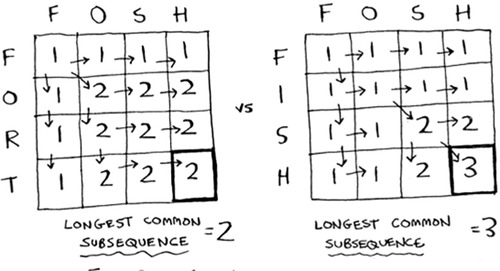 F O S H
F 1 → 1 → 1 → 1
O 1 2 → 2 → 2
R 1 2 → 2 → 2
T 1 2 → 2 → 2
LONGEST COMMON
SUBSEQUENCE = 2
vs
F O S H
F 1 → 1 → 1 → 1
I 1 → 1 → 1 → 1
S 1 → 1 2 → 2
H 1 → 1 2 3
LONGEST COMMON
SUBSEQUENCE = 3